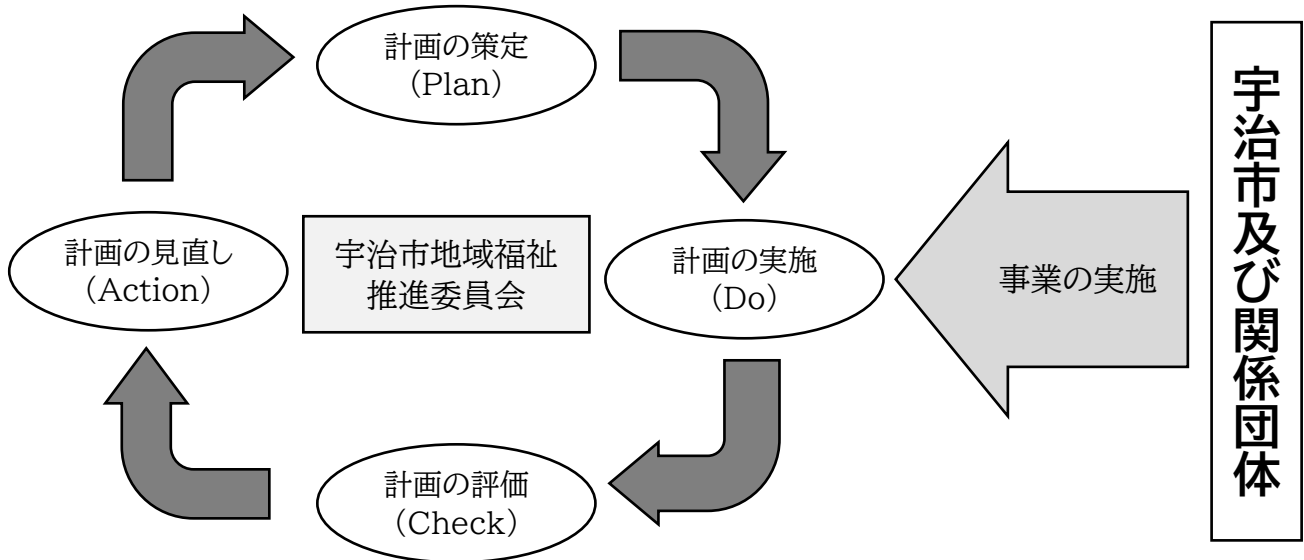 計画の策定
(Plan)
計画の見直し
(Action)
宇治市地域福祉
推進委員会
計画の実施
(Do)
計画の評価
(Check)
事業の実施
宇治市及び関係団体